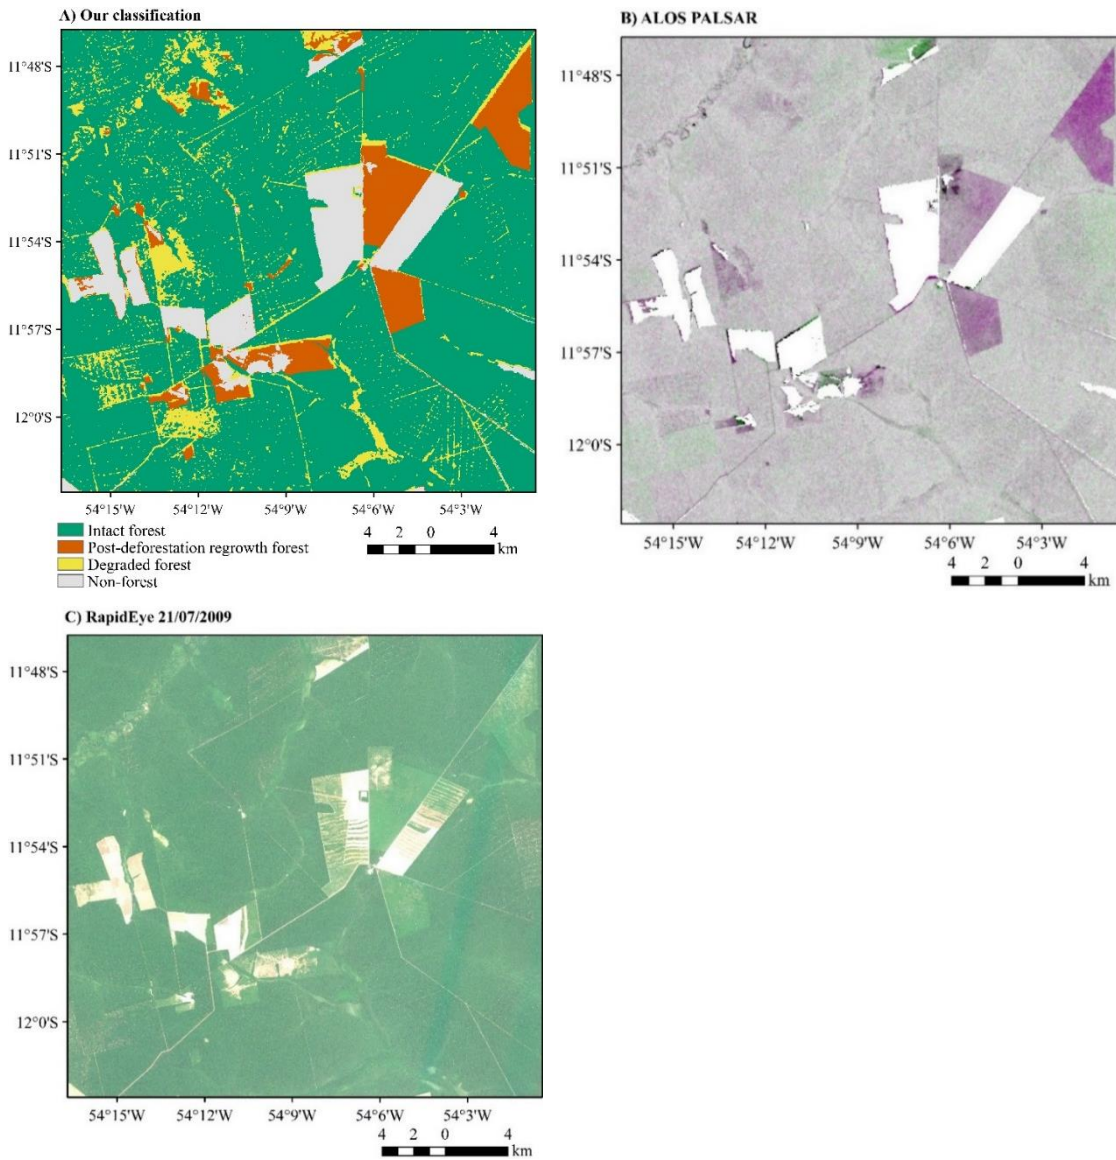 A) Our classification
11°48'S
11°51'S
11°54'S
11°57'S
12°0'S
54°15'W 54°12'W 54°9'W 54°6'W 54°3'W
Intact forest
Post-deforestation regrowth forest
Degraded forest
Non-forest
4 2 0 4
km
B) ALOS PALSAR
11°48'S
11°51'S
11°54'S
11°57'S
12°0'S
54°15'W 54°12'W 54°9'W 54°6'W 54°3'W
4 2 0 4
km
C) RapidEye 21/07/2009
11°48'S
11°51'S
11°54'S
11°57'S
12°0'S
54°15'W 54°12'W 54°9'W 54°6'W 54°3'W
4 2 0 4
km